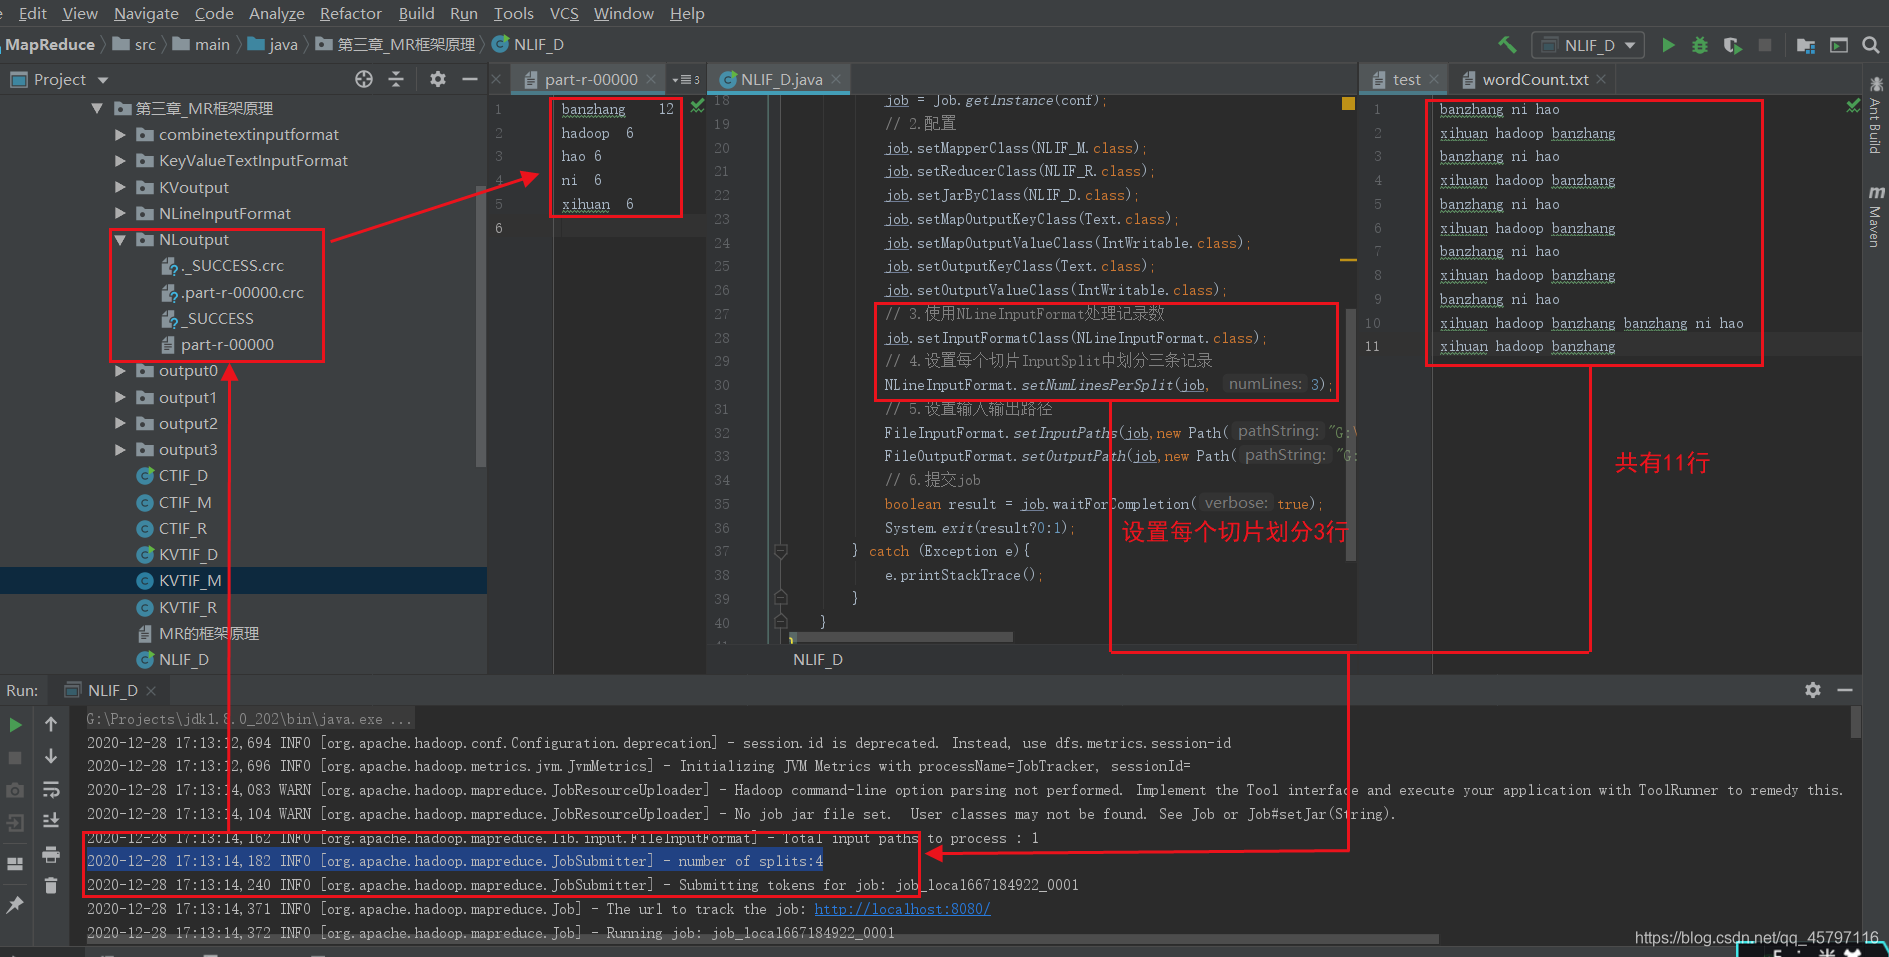 Edit View Navigate Code Analyze Refactor Build Run Tools VCS Window Help
MapReduce src main java 第三章_MR框架原理 NLIF_D
NLIF_D
Project
part-r-00000
3
NLIF_D.java
test
wordCount.txt
第三章_MR框架原理
combinetextinputformat
KeyValueTextInputFormat
KVoutput
NLineInputFormat
NLoutput
._SUCCESS.crc
.part-r-00000.crc
_SUCCESS
part-r-00000
output0
output1
output2
output3
CTIF_D
CTIF_M
CTIF_R
KVTIF_D
KVTIF_M
KVTIF_R
MR的框架原理
NLIF_D
1 banzhang 12
2 hadoop 6
3 hao 6
4 ni 6
5 xihuan 6
6
18 job = Job.getInstance(conf);
19 // 2.配置
20 job.setMapperClass(NLIF_M.class);
21 job.setReducerClass(NLIF_R.class);
22 job.setJarByClass(NLIF_D.class);
23 job.setMapOutputKeyClass(Text.class);
24 job.setMapOutputValueClass(IntWritable.class);
25 job.setOutputKeyClass(Text.class);
26 job.setOutputValueClass(IntWritable.class);
27 // 3.使用NLineInputFormat处理记录数
28 job.setInputFormatClass(NLineInputFormat.class);
29 // 4.设置每个切片InputSplit中划分三条记录
30 NLineInputFormat.setNumLinesPerSplit(job, numLines: 3);
31 // 5.设置输入输出路径
32 FileInputFormat.setInputPaths(job,new Path( pathString: "G:\
33 FileOutputFormat.setOutputPath(job,new Path( pathString: "G:
34 // 6.提交job
35 boolean result = job.waitForCompletion( verbose: true);
36 System.exit(result?0:1);
37 } catch (Exception e){
38 e.printStackTrace();
39 }
40 }
}
NLIF_D
设置每个切片划分3行
1 banzhang ni hao
2 xihuan hadoop banzhang
3 banzhang ni hao
4 xihuan hadoop banzhang
5 banzhang ni hao
6 xihuan hadoop banzhang
7 banzhang ni hao
8 xihuan hadoop banzhang
9 banzhang ni hao
10 xihuan hadoop banzhang banzhang ni hao
11 xihuan hadoop banzhang
共有11行
Ant Build
Maven
Run: NLIF_D
G:\Projects\jdk1.8.0_202\bin\java.exe ...
2020-12-28 17:13:12,694 INFO [org.apache.hadoop.conf.Configuration.deprecation] - session.id is deprecated. Instead, use dfs.metrics.session-id
2020-12-28 17:13:12,696 INFO [org.apache.hadoop.metrics.jvm.JvmMetrics] - Initializing JVM Metrics with processName=JobTracker, sessionId=
2020-12-28 17:13:14,083 WARN [org.apache.hadoop.mapreduce.JobResourceUploader] - Hadoop command-line option parsing not performed. Implement the Tool interface and execute your application with ToolRunner to remedy this.
2020-12-28 17:13:14,104 WARN [org.apache.hadoop.mapreduce.JobResourceUploader] - No job jar file set.  User classes may not be found. See Job or Job#setJar(String).
2020-12-28 17:13:14,162 INFO [org.apache.hadoop.mapreduce.lib.input.FileInputFormat] - Total input paths to process : 1
2020-12-28 17:13:14,182 INFO [org.apache.hadoop.mapreduce.JobSubmitter] - number of splits:4
2020-12-28 17:13:14,240 INFO [org.apache.hadoop.mapreduce.JobSubmitter] - Submitting tokens for job: job_local667184922_0001
2020-12-28 17:13:14,371 INFO [org.apache.hadoop.mapreduce.Job] - The url to track the job: http://localhost:8080/
2020-12-28 17:13:14,372 INFO [org.apache.hadoop.mapreduce.Job] - Running job: job_local667184922_0001
https://blog.csdn.net/qq_45797116